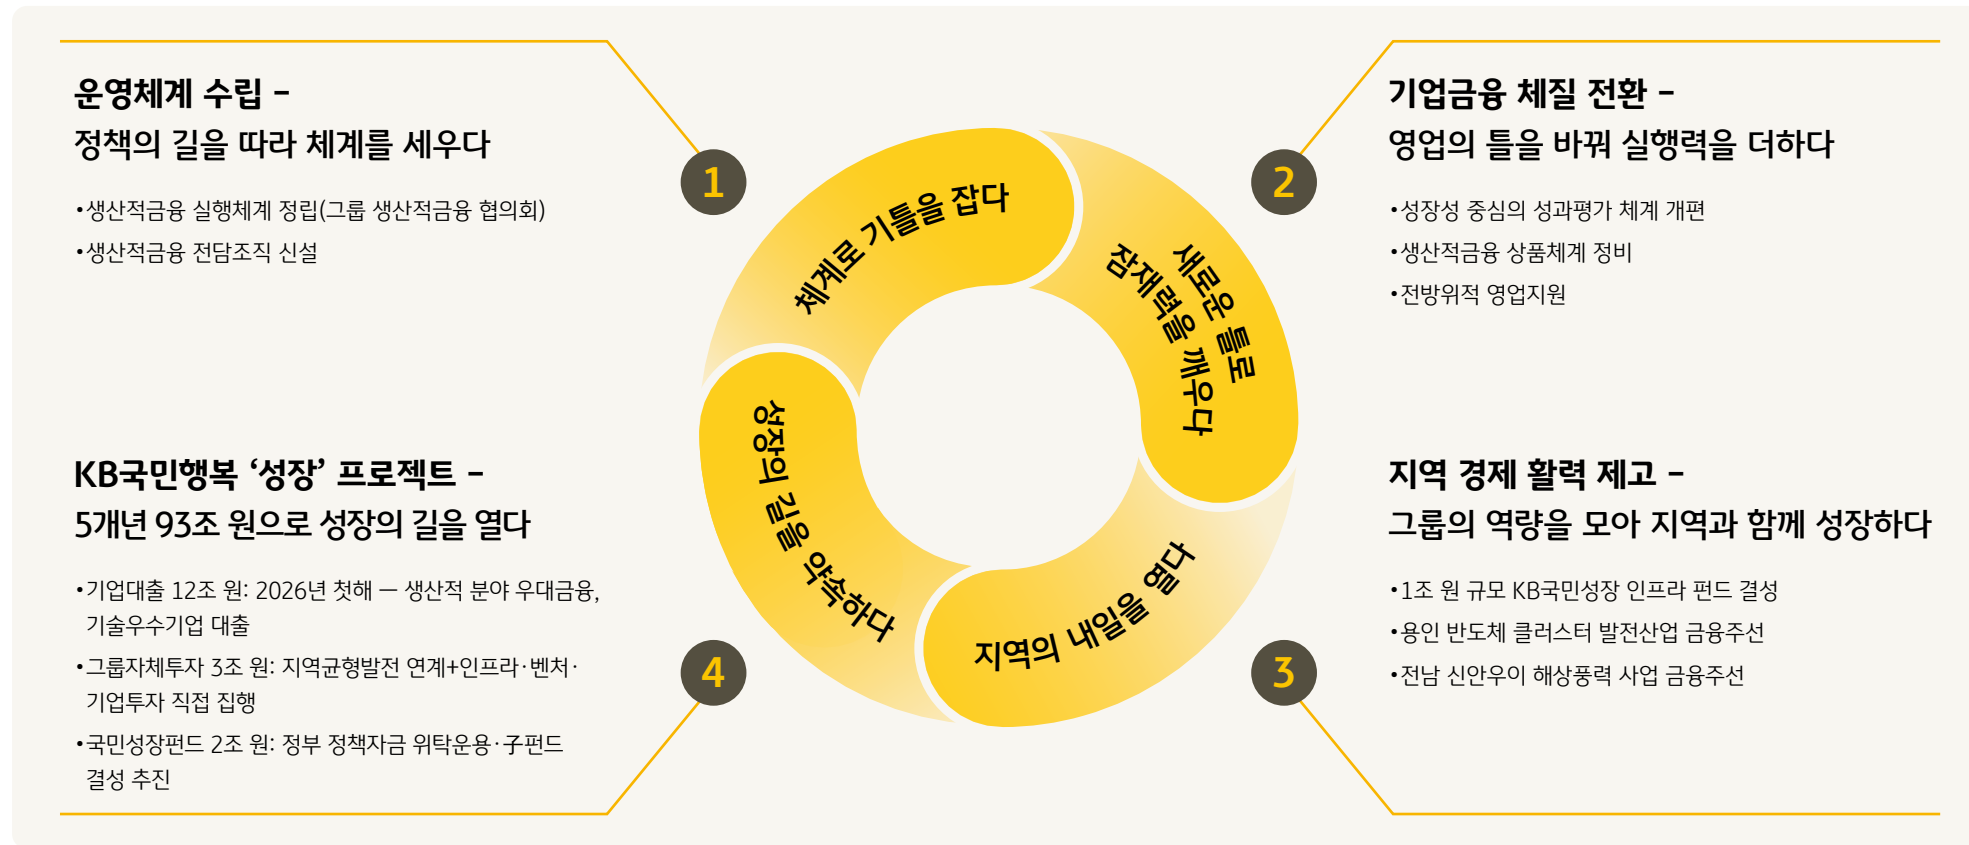 운영체계 수립 –
정책의 길을 따라 체계를 세우다
•생산적금융 실행체계 정립(그룹 생산적금융 협의회)
•생산적금융 전담조직 신설
1
체계로 기틀을 잡다
2
기업금융 체질 전환 –
영업의 틀을 바꿔 실행력을 더하다
•성장성 중심의 성과평가 체계 개편
•생산적금융 상품체계 정비
•전방위적 영업지원
새로운 틀로
잠재력을 깨우다
3
지역 경제 활력 제고 –
그룹의 역량을 모아 지역과 함께 성장하다
•1조 원 규모 KB국민성장 인프라 펀드 결성
•용인 반도체 클러스터 발전산업 금융주선
•전남 신안우이 해상풍력 사업 금융주선
지역의 내일을 열다
4
KB국민행복 ‘성장’ 프로젝트 –
5개년 93조 원으로 성장의 길을 열다
•기업대출 12조 원: 2026년 첫해 — 생산적 분야 우대금융,
기술우수기업 대출
•그룹자체투자 3조 원: 지역균형발전 연계+인프라·벤처·
기업투자 직접 집행
•국민성장펀드 2조 원: 정부 정책자금 위탁운용·子펀드
결성 추진
성장의 길을 약속하다